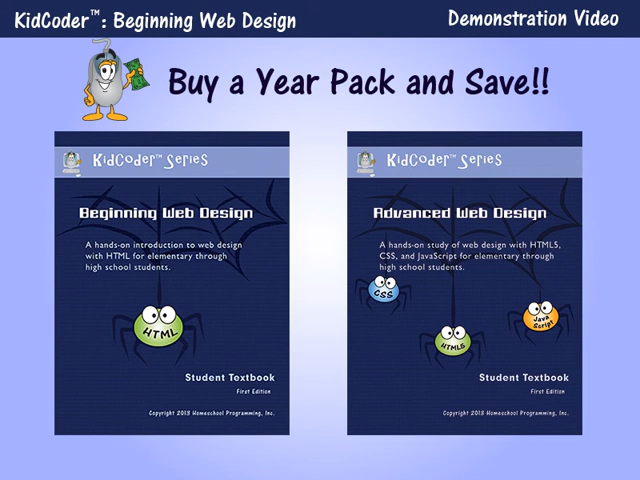 KidCoder™: Beginning Web Design
Demonstration Video
Buy a Year Pack and Save!!
KidCoder™ Series
Beginning Web Design
A hands-on introduction to web design
with HTML for elementary through
high school students.
HTML
Student Textbook
First Edition
Copyright 2013 Homeschool Programming, Inc.
KidCoder™ Series
Advanced Web Design
A hands-on study of web design with HTML5,
CSS, and JavaScript for elementary through
high school students.
CSS
Java
Script
HTML5
Student Textbook
First Edition
Copyright 2013 Homeschool Programming, Inc.